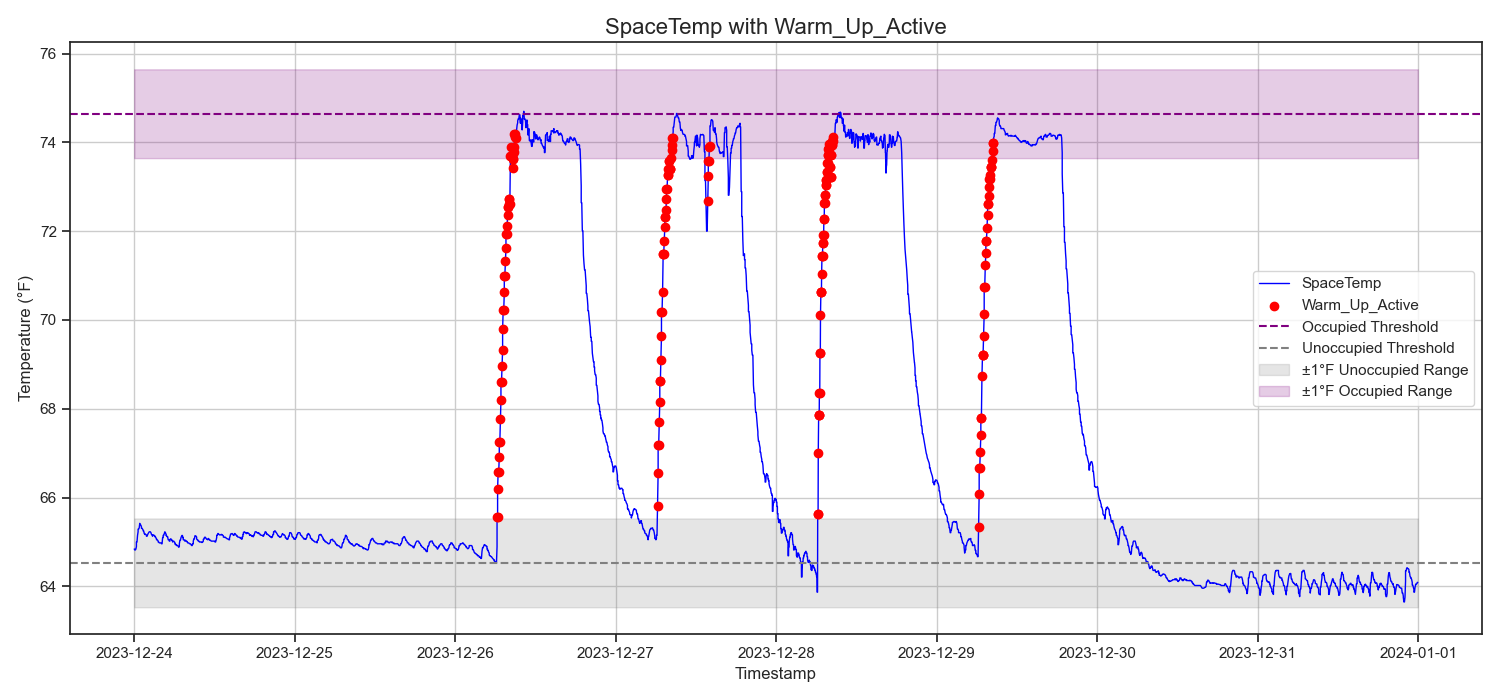 SpaceTemp with Warm_Up_Active
Temperature (°F)
76
74
72
70
68
66
64
SpaceTemp
Warm_Up_Active
Occupied Threshold
Unoccupied Threshold
±1°F Unoccupied Range
±1°F Occupied Range
2023-12-24
2023-12-25
2023-12-26
2023-12-27
2023-12-28
2023-12-29
2023-12-30
2023-12-31
2024-01-01
Timestamp